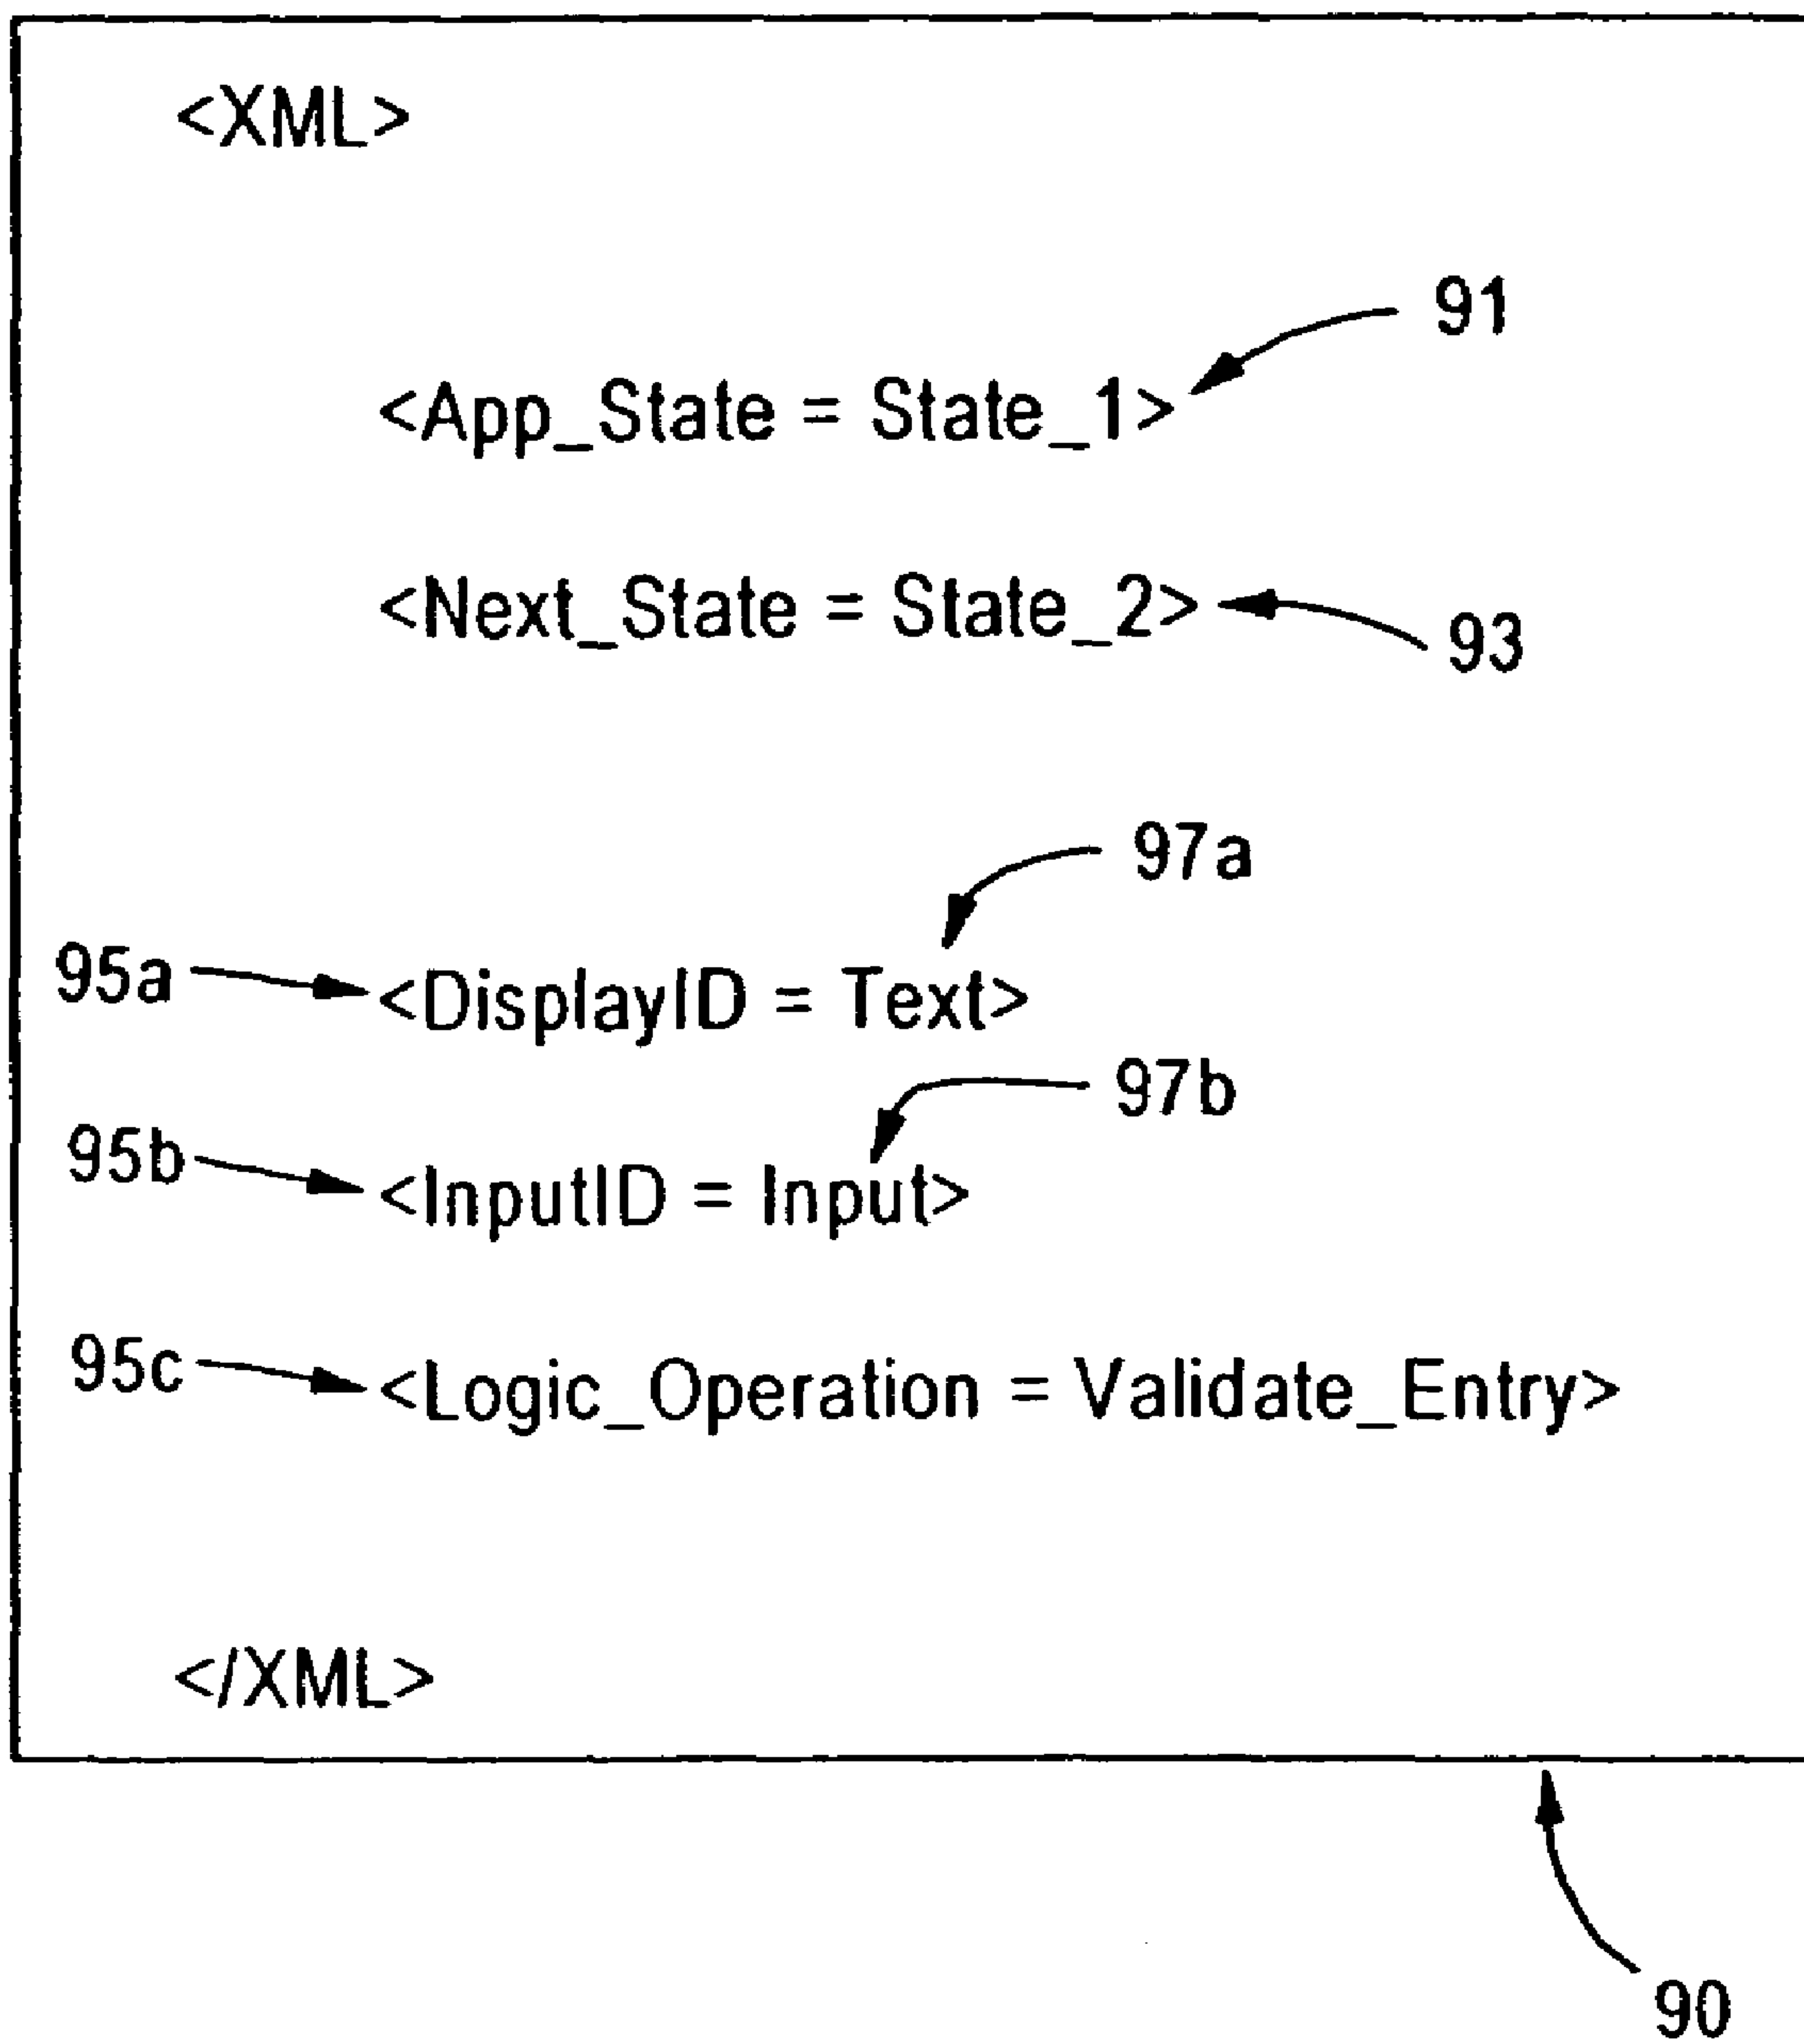 <XML>
91
<App_State = State_1>
<Next_State = State_2>
93
97a
95a <DisplayID = Text>
97b
95b <InputID = Input>
95c <Logic_Operation = Validate_Entry>
</XML>
90